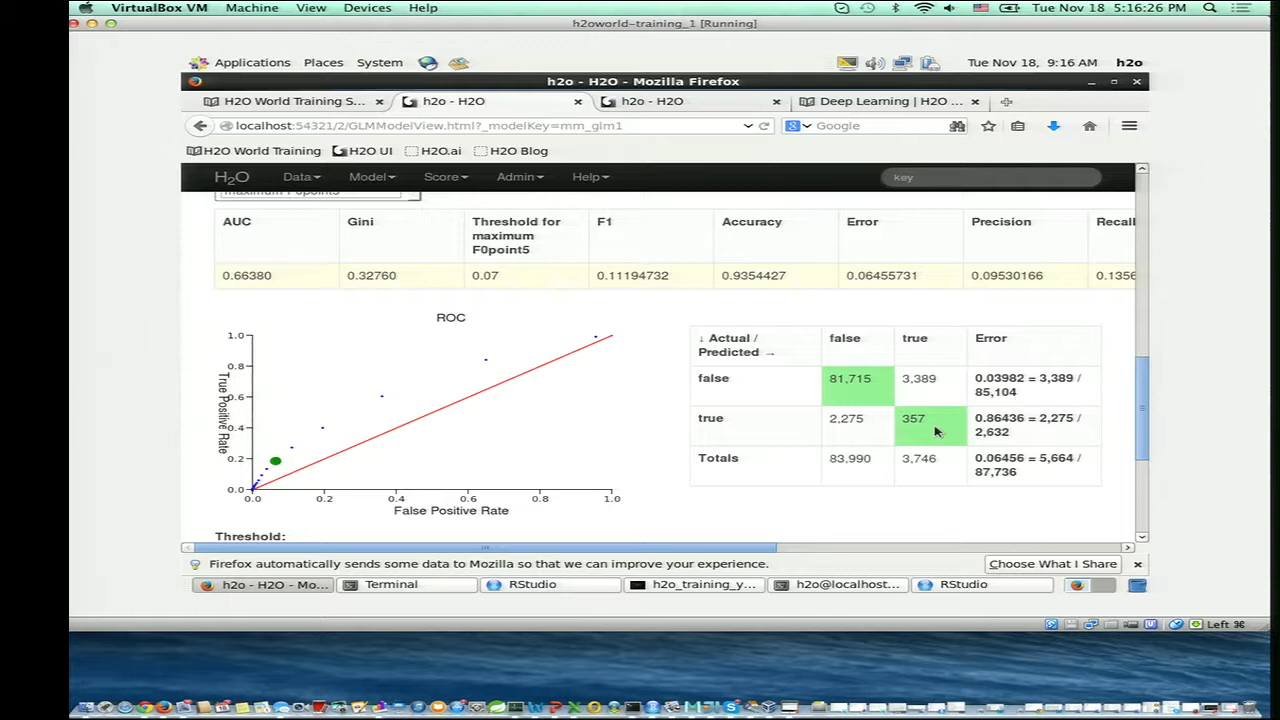 VirtualBox VM Machine View Devices Help Tue Nov 18 5:16:26 PM
h2oworld-training_1 [Running]
Applications Places System Tue Nov 18, 9:16 AM h2o
h2o - H2O - Mozilla Firefox
H2O World Training S... h2o - H2O h2o - H2O Deep Learning | H2O ...
localhost:54321/2/GLMModelView.html?_modelKey=mm_glm1 Google
H2O World Training H2O UI H2O.ai H2O Blog
H2O Data Model Score Admin Help key
AUC Gini Threshold for maximum F0point5 F1 Accuracy Error Precision Recall
0.66380 0.32760 0.07 0.11194732 0.9354427 0.06455731 0.09530166 0.1356
ROC
1.0
0.8
0.6
0.4
0.2
0.0
True Positive Rate
0.0 0.2 0.4 0.6 0.8 1.0
False Positive Rate
↓ Actual / Predicted → false true Error
false 81,715 3,389 0.03982 = 3,389 / 85,104
true 2,275 357 0.86436 = 2,275 / 2,632
Totals 83,990 3,746 0.06456 = 5,664 / 87,736
Threshold:
Firefox automatically sends some data to Mozilla so that we can improve your experience. Choose What I Share
h2o - H2O - Mo... Terminal RStudio h2o_training_y... h2o@localhost... RStudio
Left ⌘